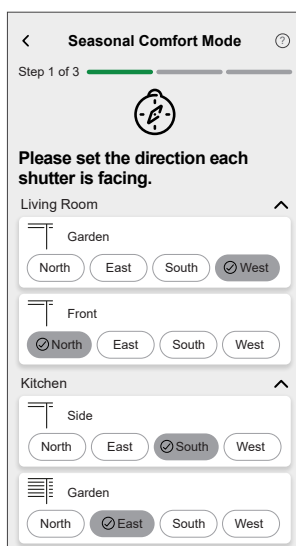 Seasonal Comfort Mode ?
Step 1 of 3
Please set the direction each
shutter is facing.
Living Room
Garden
North East South West
Front
North East South West
Kitchen
Side
North East South West
Garden
North East South West